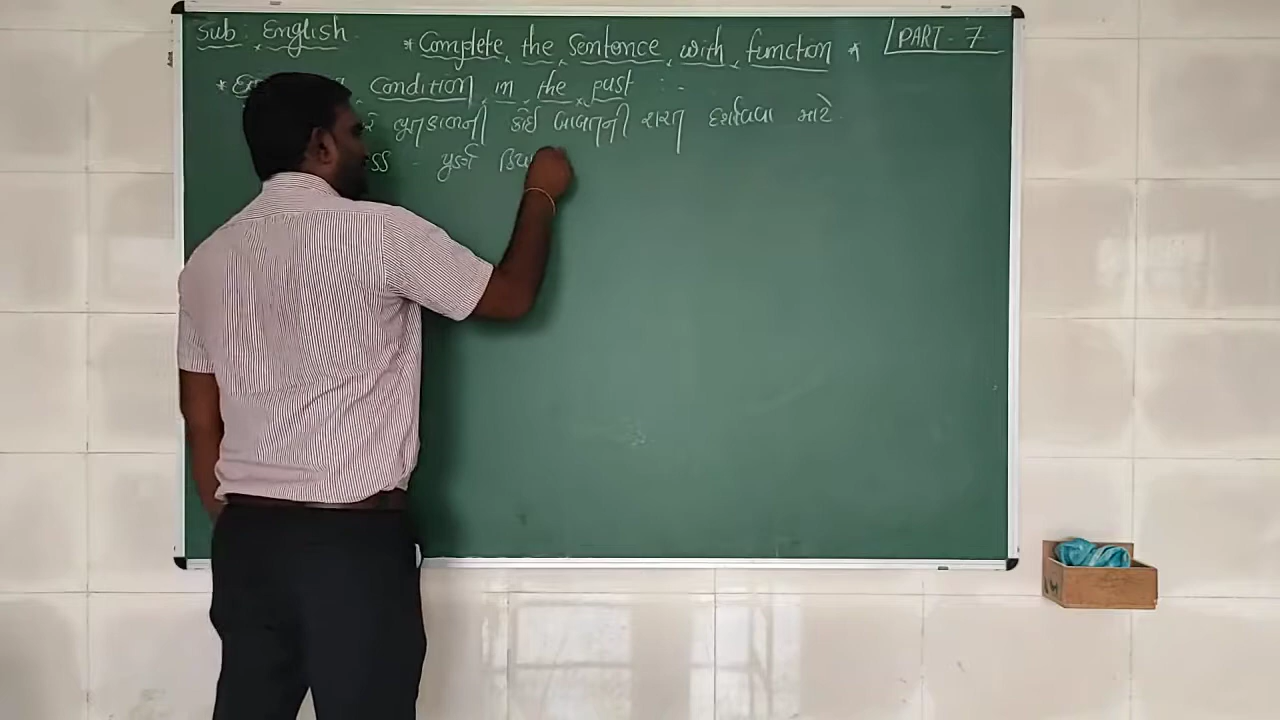 Sub : English
* Complete the Sentence with function *
PART - 7
* condition in the past :-
ભૂતકાળની કોઈ બાબતની શરત દર્શાવવા માટે.